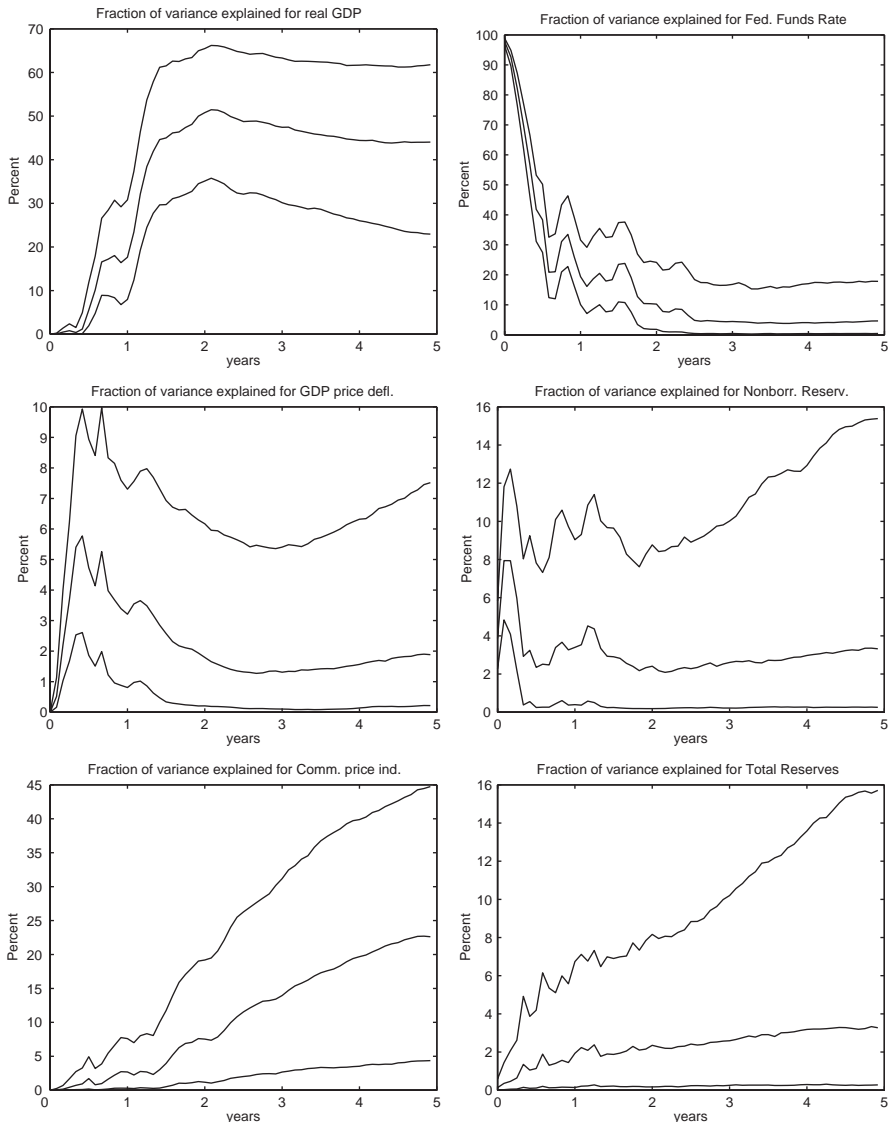 Fraction of variance explained for real GDP
70
60
50
40
30
20
10
0
Percent
0 1 2 3 4 5
years
Fraction of variance explained for Fed. Funds Rate
100
90
80
70
60
50
40
30
20
10
0
Percent
0 1 2 3 4 5
years
Fraction of variance explained for GDP price defl.
10
9
8
7
6
5
4
3
2
1
0
Percent
0 1 2 3 4 5
years
Fraction of variance explained for Nonborr. Reserv.
16
14
12
10
8
6
4
2
0
Percent
0 1 2 3 4 5
years
Fraction of variance explained for Comm. price ind.
45
40
35
30
25
20
15
10
5
0
Percent
0 1 2 3 4 5
years
Fraction of variance explained for Total Reserves
16
14
12
10
8
6
4
2
0
Percent
0 1 2 3 4 5
years